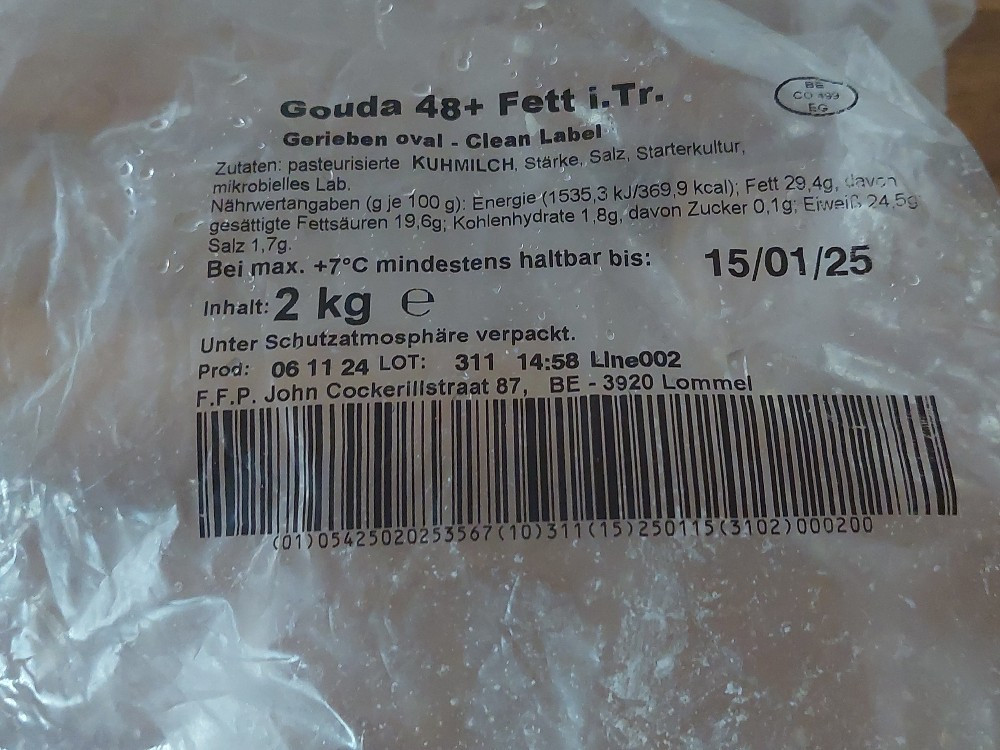 Gouda 48+ Fett i.Tr.
BE
CO 499
EG
Gerieben oval - Clean Label
Zutaten: pasteurisierte KUHMILCH, Stärke, Salz, Starterkultur,
mikrobielles Lab.
Nährwertangaben (g je 100 g): Energie (1535,3 kJ/369,9 kcal); Fett 29,4g, davon
gesättigte Fettsäuren 19,6g; Kohlenhydrate 1,8g, davon Zucker 0,1g; Eiweiß 24,5g
Salz 1,7g.
Bei max. +7°C mindestens haltbar bis: 15/01/25
Inhalt: 2 kg ℮
Unter Schutzatmosphäre verpackt.
Prod: 06 11 24 LOT: 311 14:58 LIne002
F.F.P. John Cockerillstraat 87, BE - 3920 Lommel
(01)05425020253567(10)311(15)250115(3102)000200